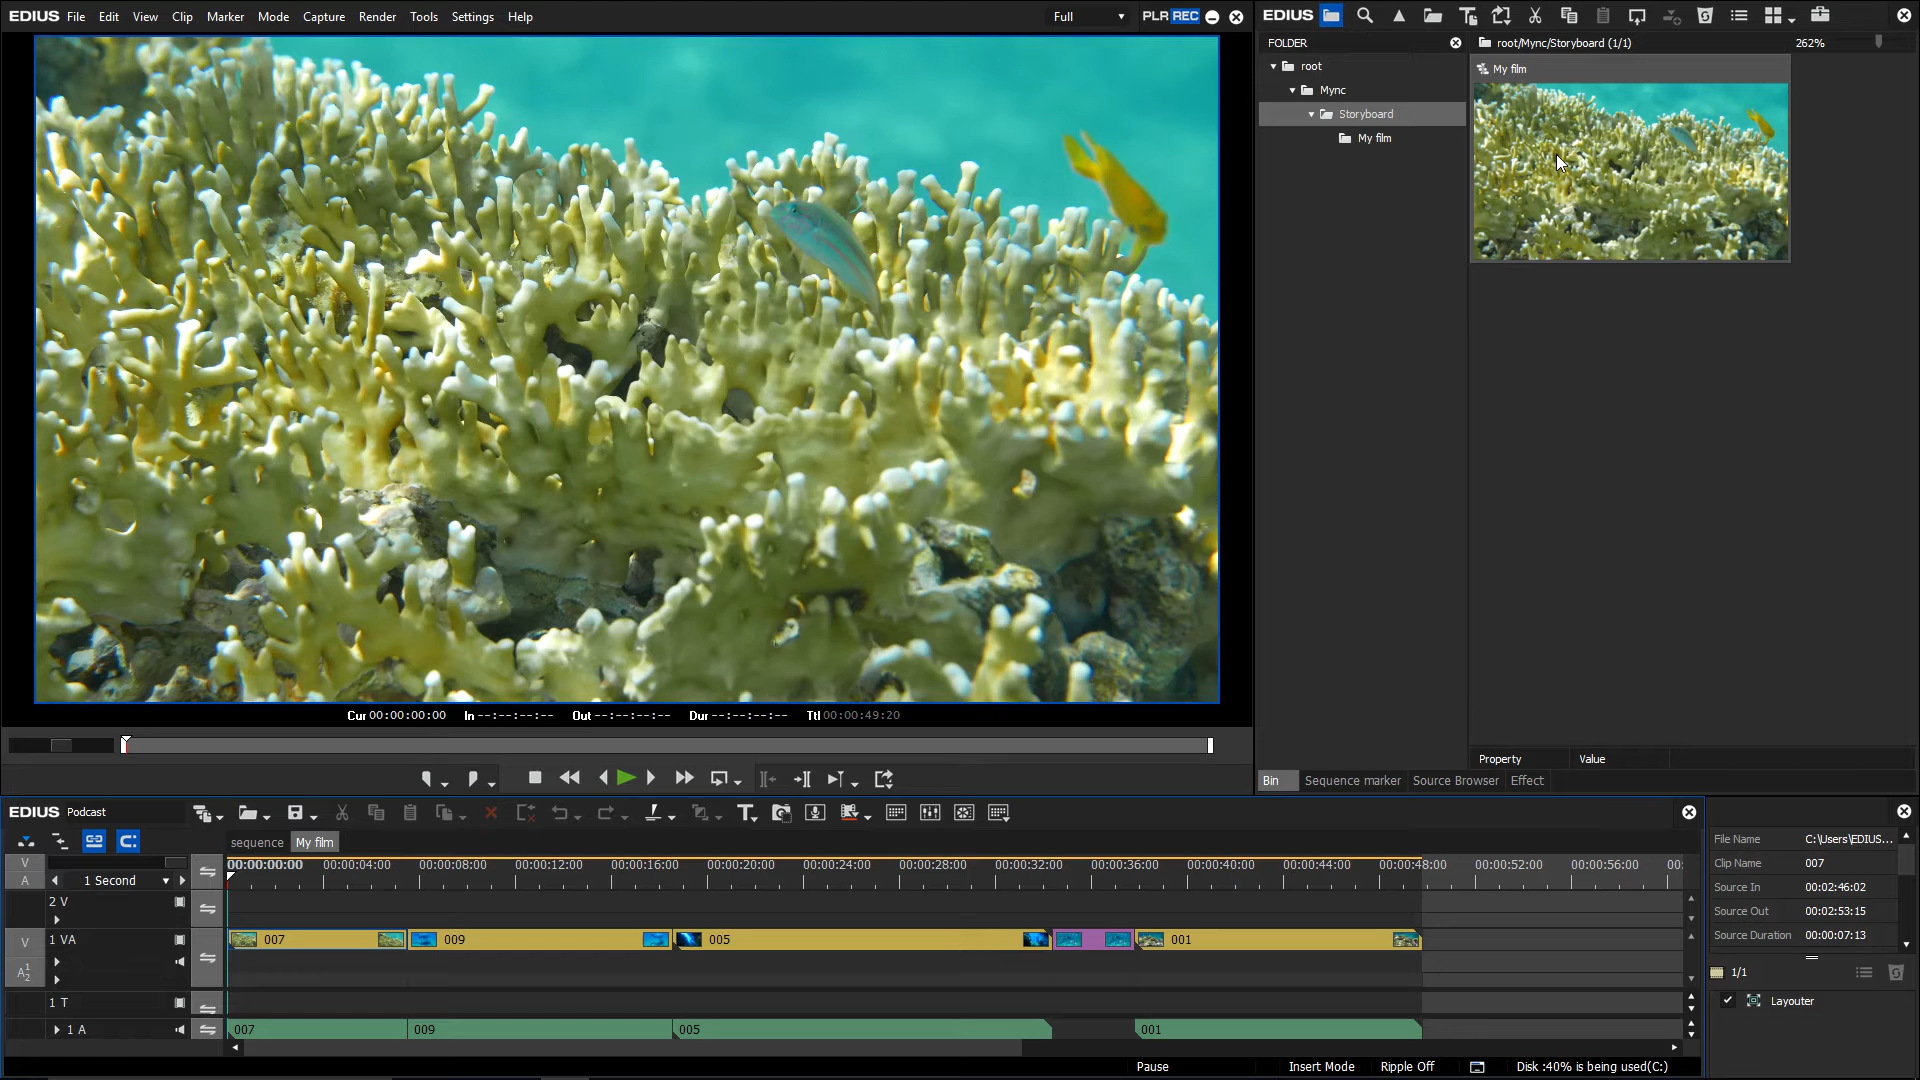 EDIUS File Edit View Clip Marker Mode Capture Render Tools Settings Help Full PLR REC
EDIUS
FOLDER
root/Mync/Storyboard (1/1) 262%
root
Mync
Storyboard
My film
My film
Cur 00:00:00:00 In --:--:--:-- Out --:--:--:-- Dur --:--:--:-- Ttl 00:00:49:20
Property Value
Bin Sequence marker Source Browser Effect
EDIUS Podcast
sequence My film
00:00:00:00 00:00:04:00 00:00:08:00 00:00:12:00 00:00:16:00 00:00:20:00 00:00:24:00 00:00:28:00 00:00:32:00 00:00:36:00 00:00:40:00 00:00:44:00 00:00:48:00 00:00:52:00 00:00:56:00 00:
V
A 1 Second
2 V
V 1 VA 007 009 005 001
A 1 2
1 T
1 A 007 009 005 001
File Name C:\Users\EDIUS...
Clip Name 007
Source In 00:02:46:02
Source Out 00:02:53:15
Source Duration 00:00:07:13
1/1
Layouter
Pause Insert Mode Ripple Off Disk :40% is being used(C:)